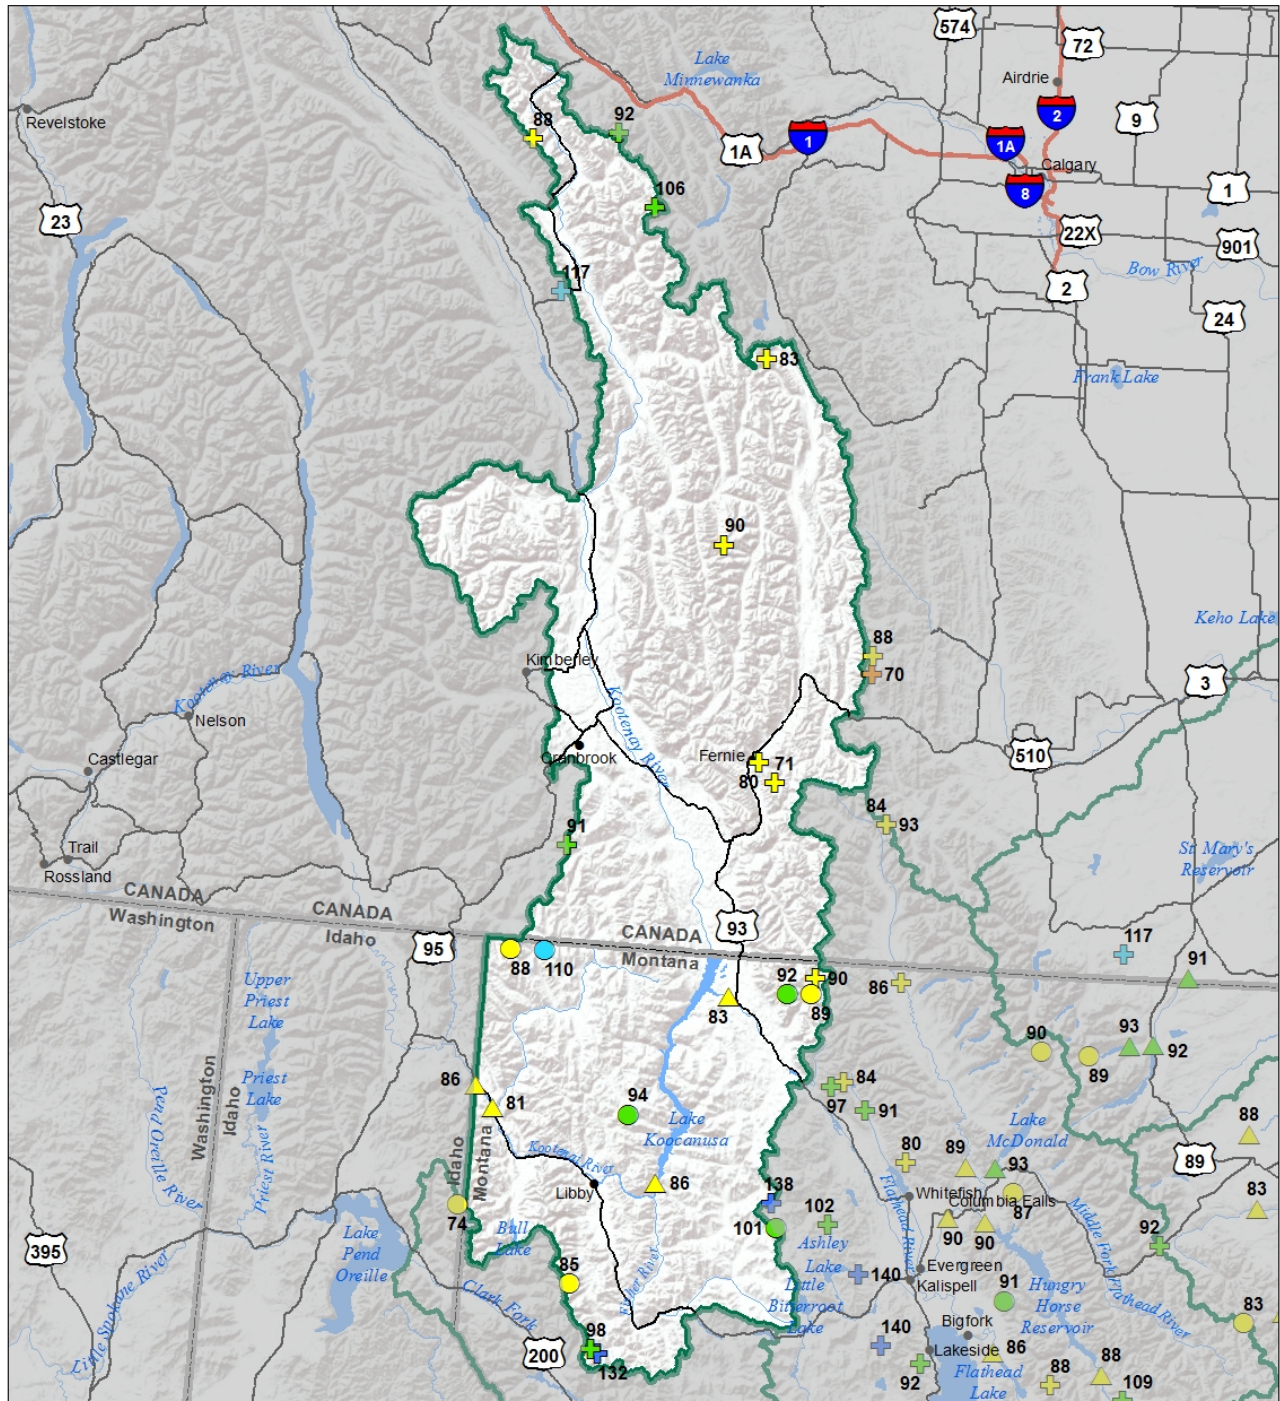 574
72
Lake
Minnewanka
Airdrie
Revelstoke
88
92
2
9
1A
1
1A
Calgary
8
1
106
23
22X
901
117
Bow River
2
24
83
Frank Lake
90
Keho Lake
88
70
Kimberley
Kootenay River
3
Kootenay River
Nelson
Castlegar
Cranbrook
Fernie
71
80
510
84
93
91
Trail
Rossland
St Mary's
Reservoir
CANADA
Washington
CANADA
Idaho
95
93
CANADA
Montana
88
110
92
90
89
83
86
117
91
Upper
Priest
Lake
90
89
93
92
Washington
Idaho
Priest
Lake
86
81
94
Lake
Koocanusa
97
84
91
Lake
McDonald
88
89
Pend Oreille
River
Priest River
Idaho
Montana
Kootenai River
Libby
86
80
89
93
Whitefish
Columbia Falls
87
83
74
Bull
Lake
138
101
102
Ashley
Lake
Flathead River
90
90
Middle Fork
Flathead River
92
395
Lake
Pend
Oreille
85
Fisher River
Little
Bitterroot
Lake
140
Evergreen
Kalispell
91
Hungry
Horse
Reservoir
83
Little Spokane River
Clark Fork
200
98
132
140
Bigfork
Lakeside
86
92
Flathead
Lake
88
88
109